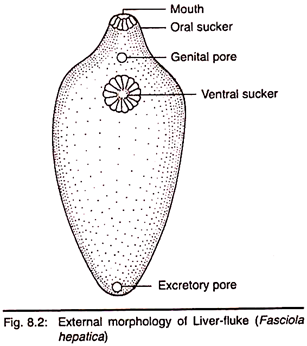 Mouth
Oral sucker
Genital pore
Ventral sucker
Excretory pore
Fig. 8.2: External morphology of Liver-fluke (Fasciola
hepatica)